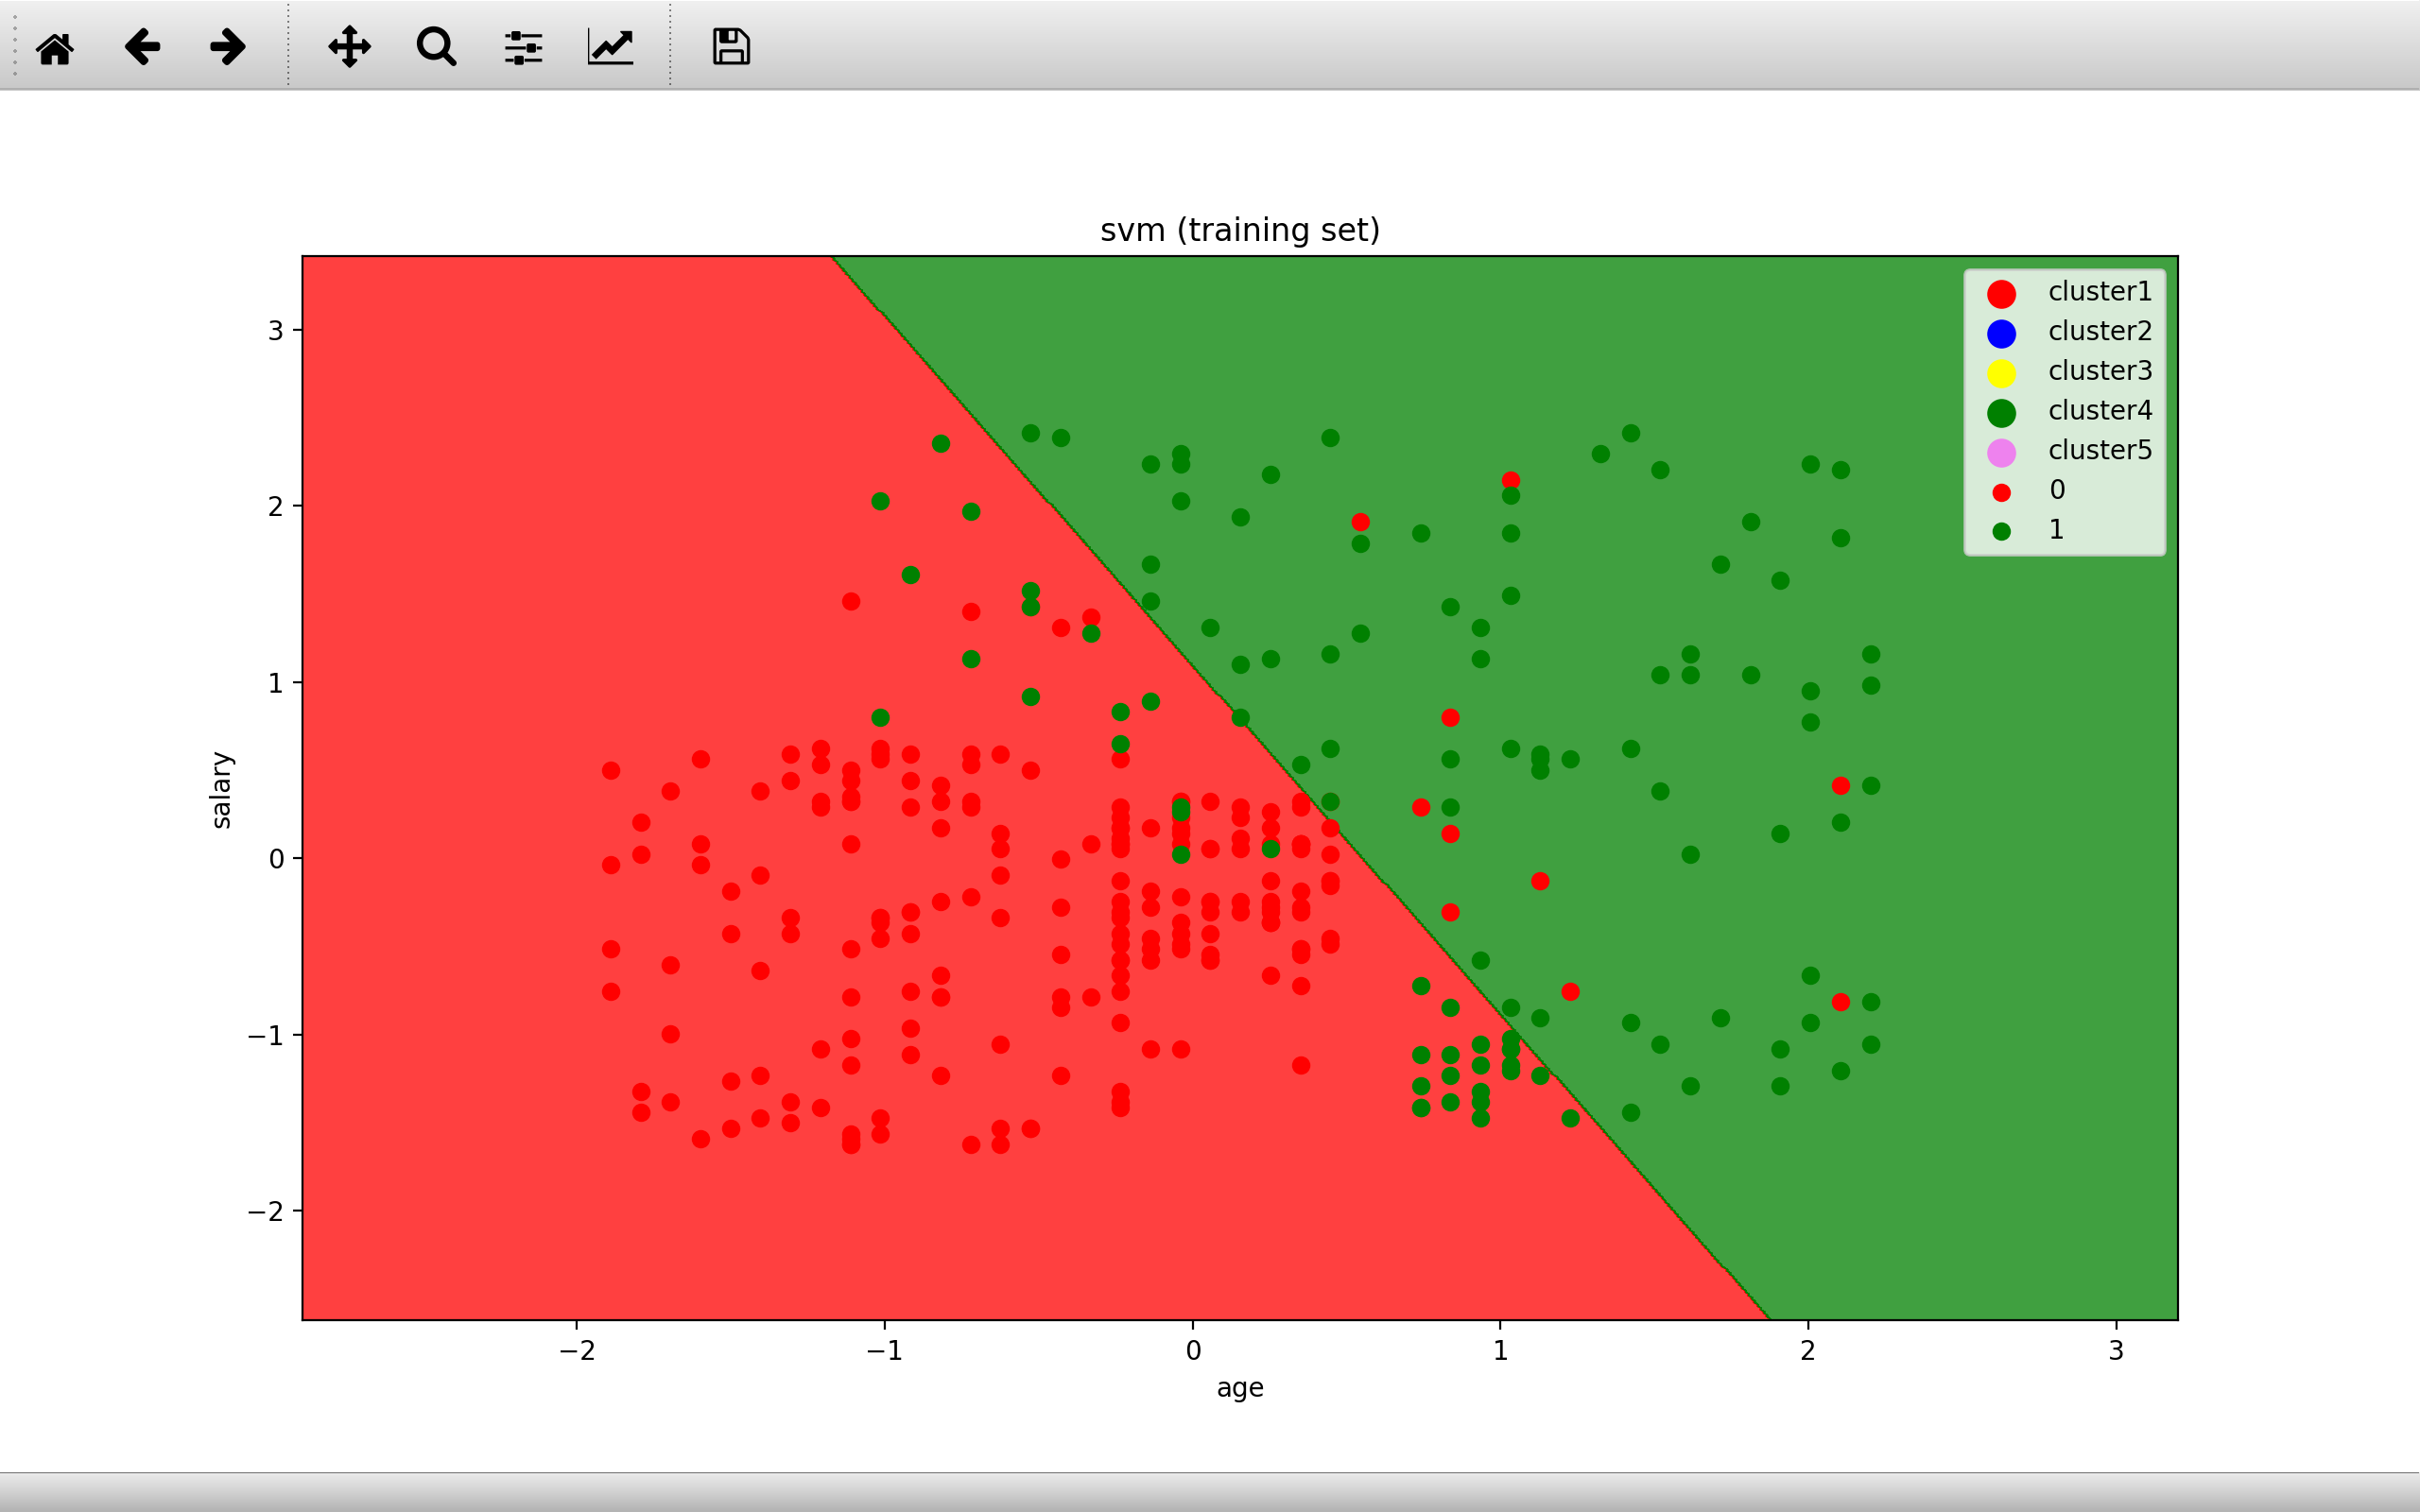 svm (training set)
cluster1
cluster2
cluster3
cluster4
cluster5
0
1
3
2
1
0
−1
−2
salary
−2
−1
0
1
2
3
age